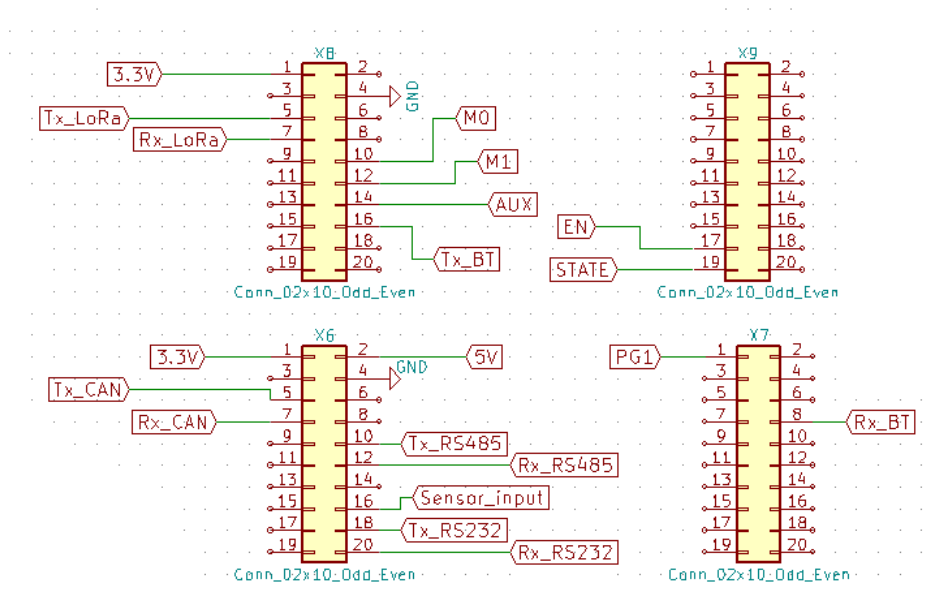 X8
3.3V 1 2
3 4 GND
Tx_LoRa 5 6 M0
Rx_LoRa 7 8
9 10
11 12 M1
13 14 AUX
15 16
17 18 Tx_BT
19 20
Conn_02x10_Odd_Even
X9
1 2
3 4
5 6
7 8
9 10
11 12
13 14
15 16
EN 17 18
STATE 19 20
Conn_02x10_Odd_Even
X6
3.3V 1 2 5V
3 4 GND
Tx_CAN 5 6
Rx_CAN 7 8
9 10 Tx_RS485
11 12 Rx_RS485
13 14
15 16 Sensor_input
17 18 Tx_RS232
19 20 Rx_RS232
Conn_02x10_Odd_Even
X7
PG1 1 2
3 4
5 6
7 8 Rx_BT
9 10
11 12
13 14
15 16
17 18
19 20
Conn_02x10_Odd_Even